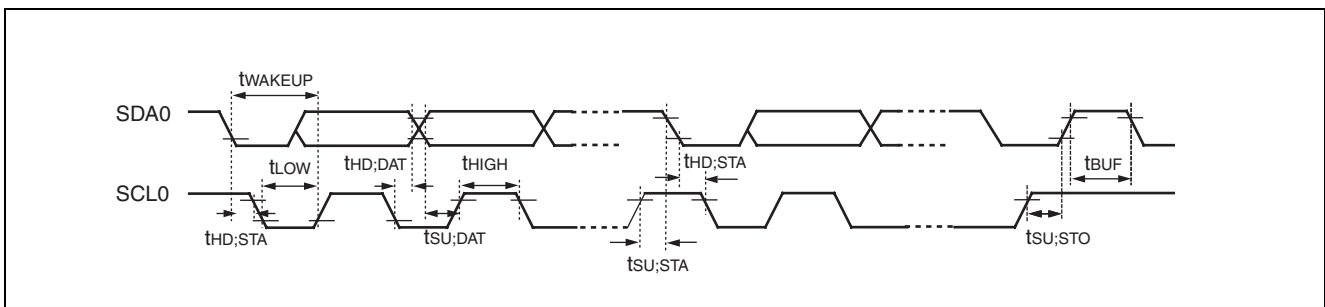 tWAKEUP
SDA0
tLOW
tHD;DAT
tHIGH
tHD;STA
tBUF
SCL0
tHD;STA
tSU;DAT
tSU;STA
tSU;STO